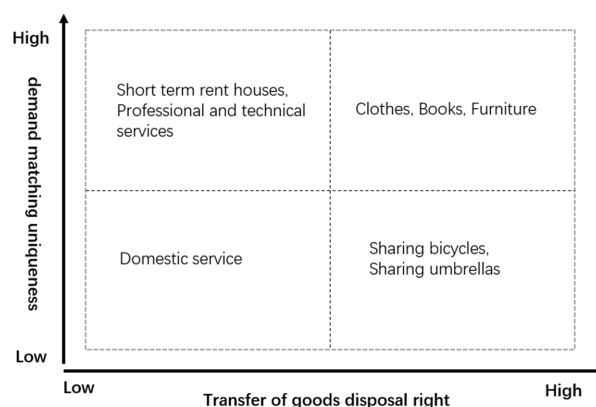 High
demand matching uniqueness
Short term rent houses,
Professional and technical
services
Clothes, Books, Furniture
Domestic service
Sharing bicycles,
Sharing umbrellas
Low
Low
Transfer of goods disposal right
High